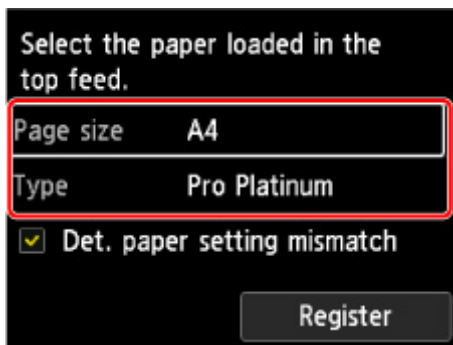 Select the paper loaded in the
top feed.
Page size A4
Type Pro Platinum
Det. paper setting mismatch
Register